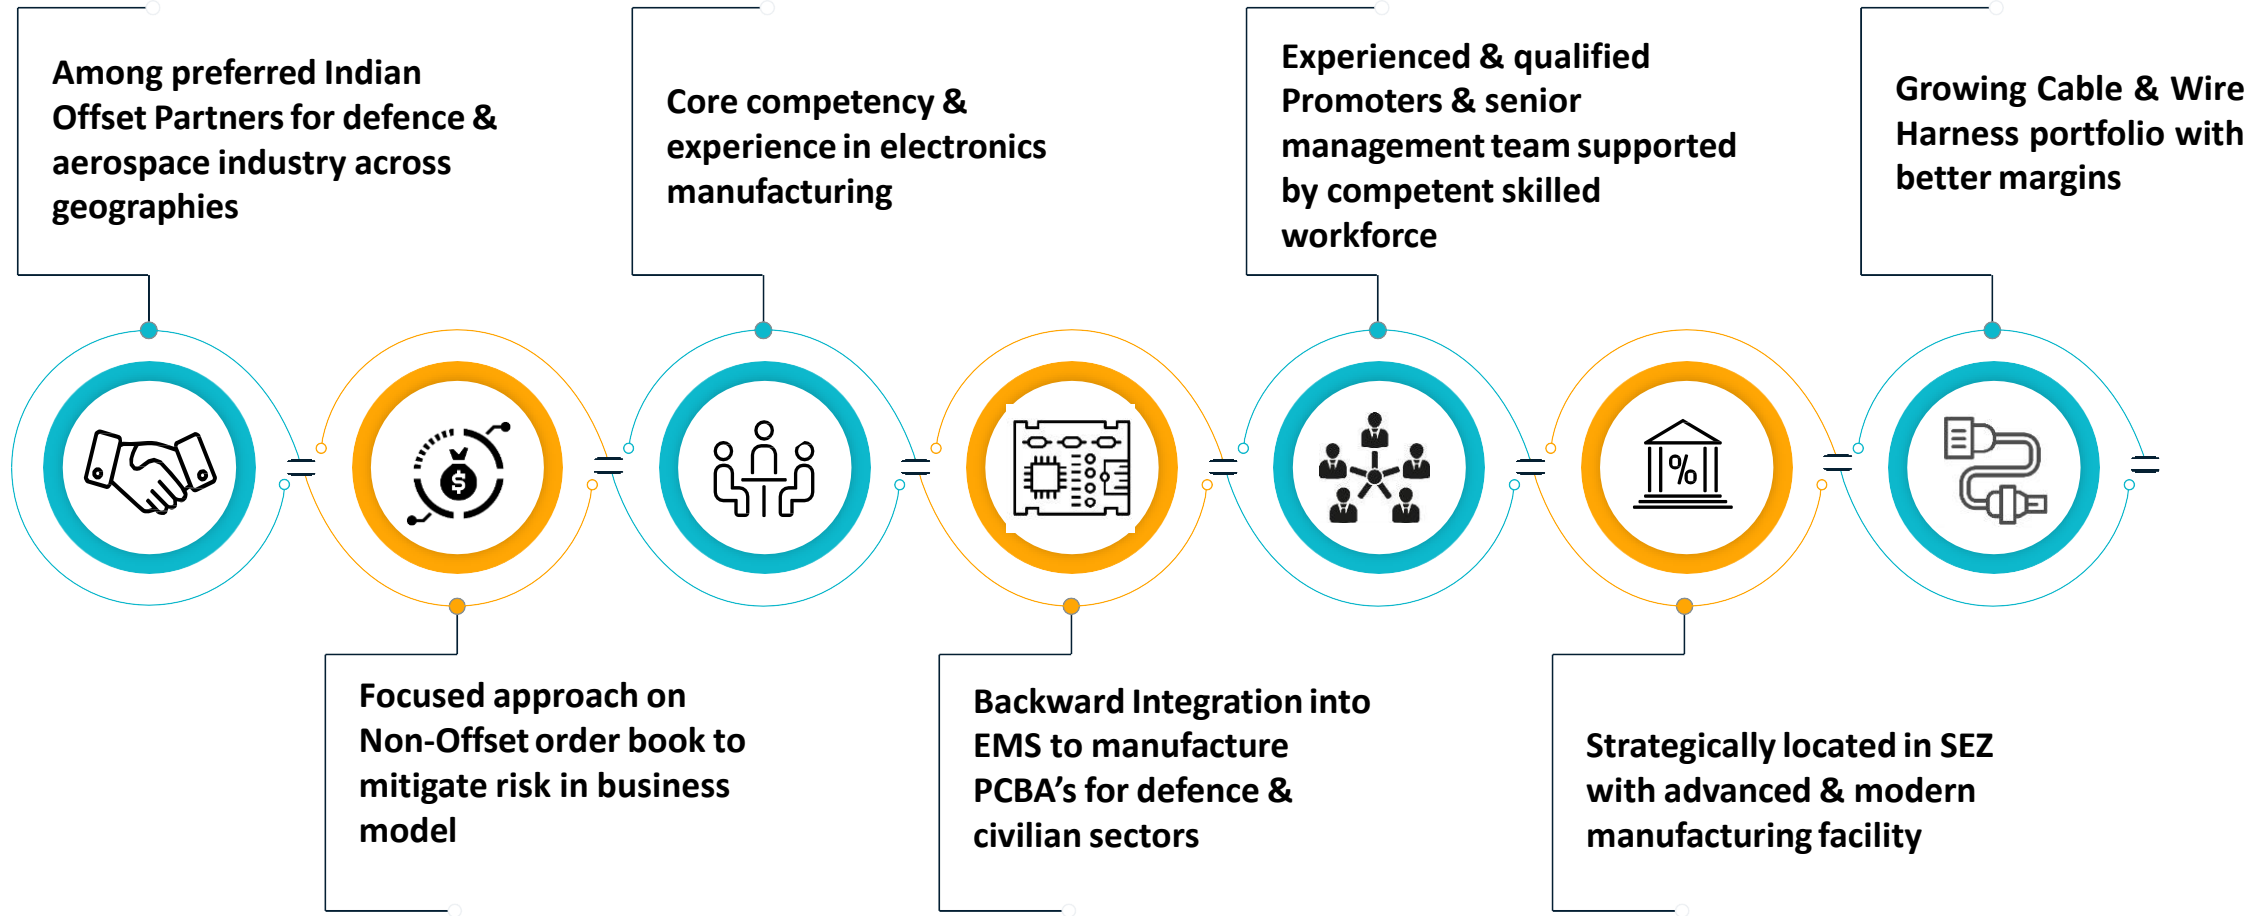 Among preferred Indian
Offset Partners for defence &
aerospace industry across
geographies
Focused approach on
Non-Offset order book to
mitigate risk in business
model
Core competency &
experience in electronics
manufacturing
Backward Integration into
EMS to manufacture
PCBA’s for defence &
civilian sectors
Experienced & qualified
Promoters & senior
management team supported
by competent skilled
workforce
Strategically located in SEZ
with advanced & modern
manufacturing facility
Growing Cable & Wire
Harness portfolio with
better margins
$
%